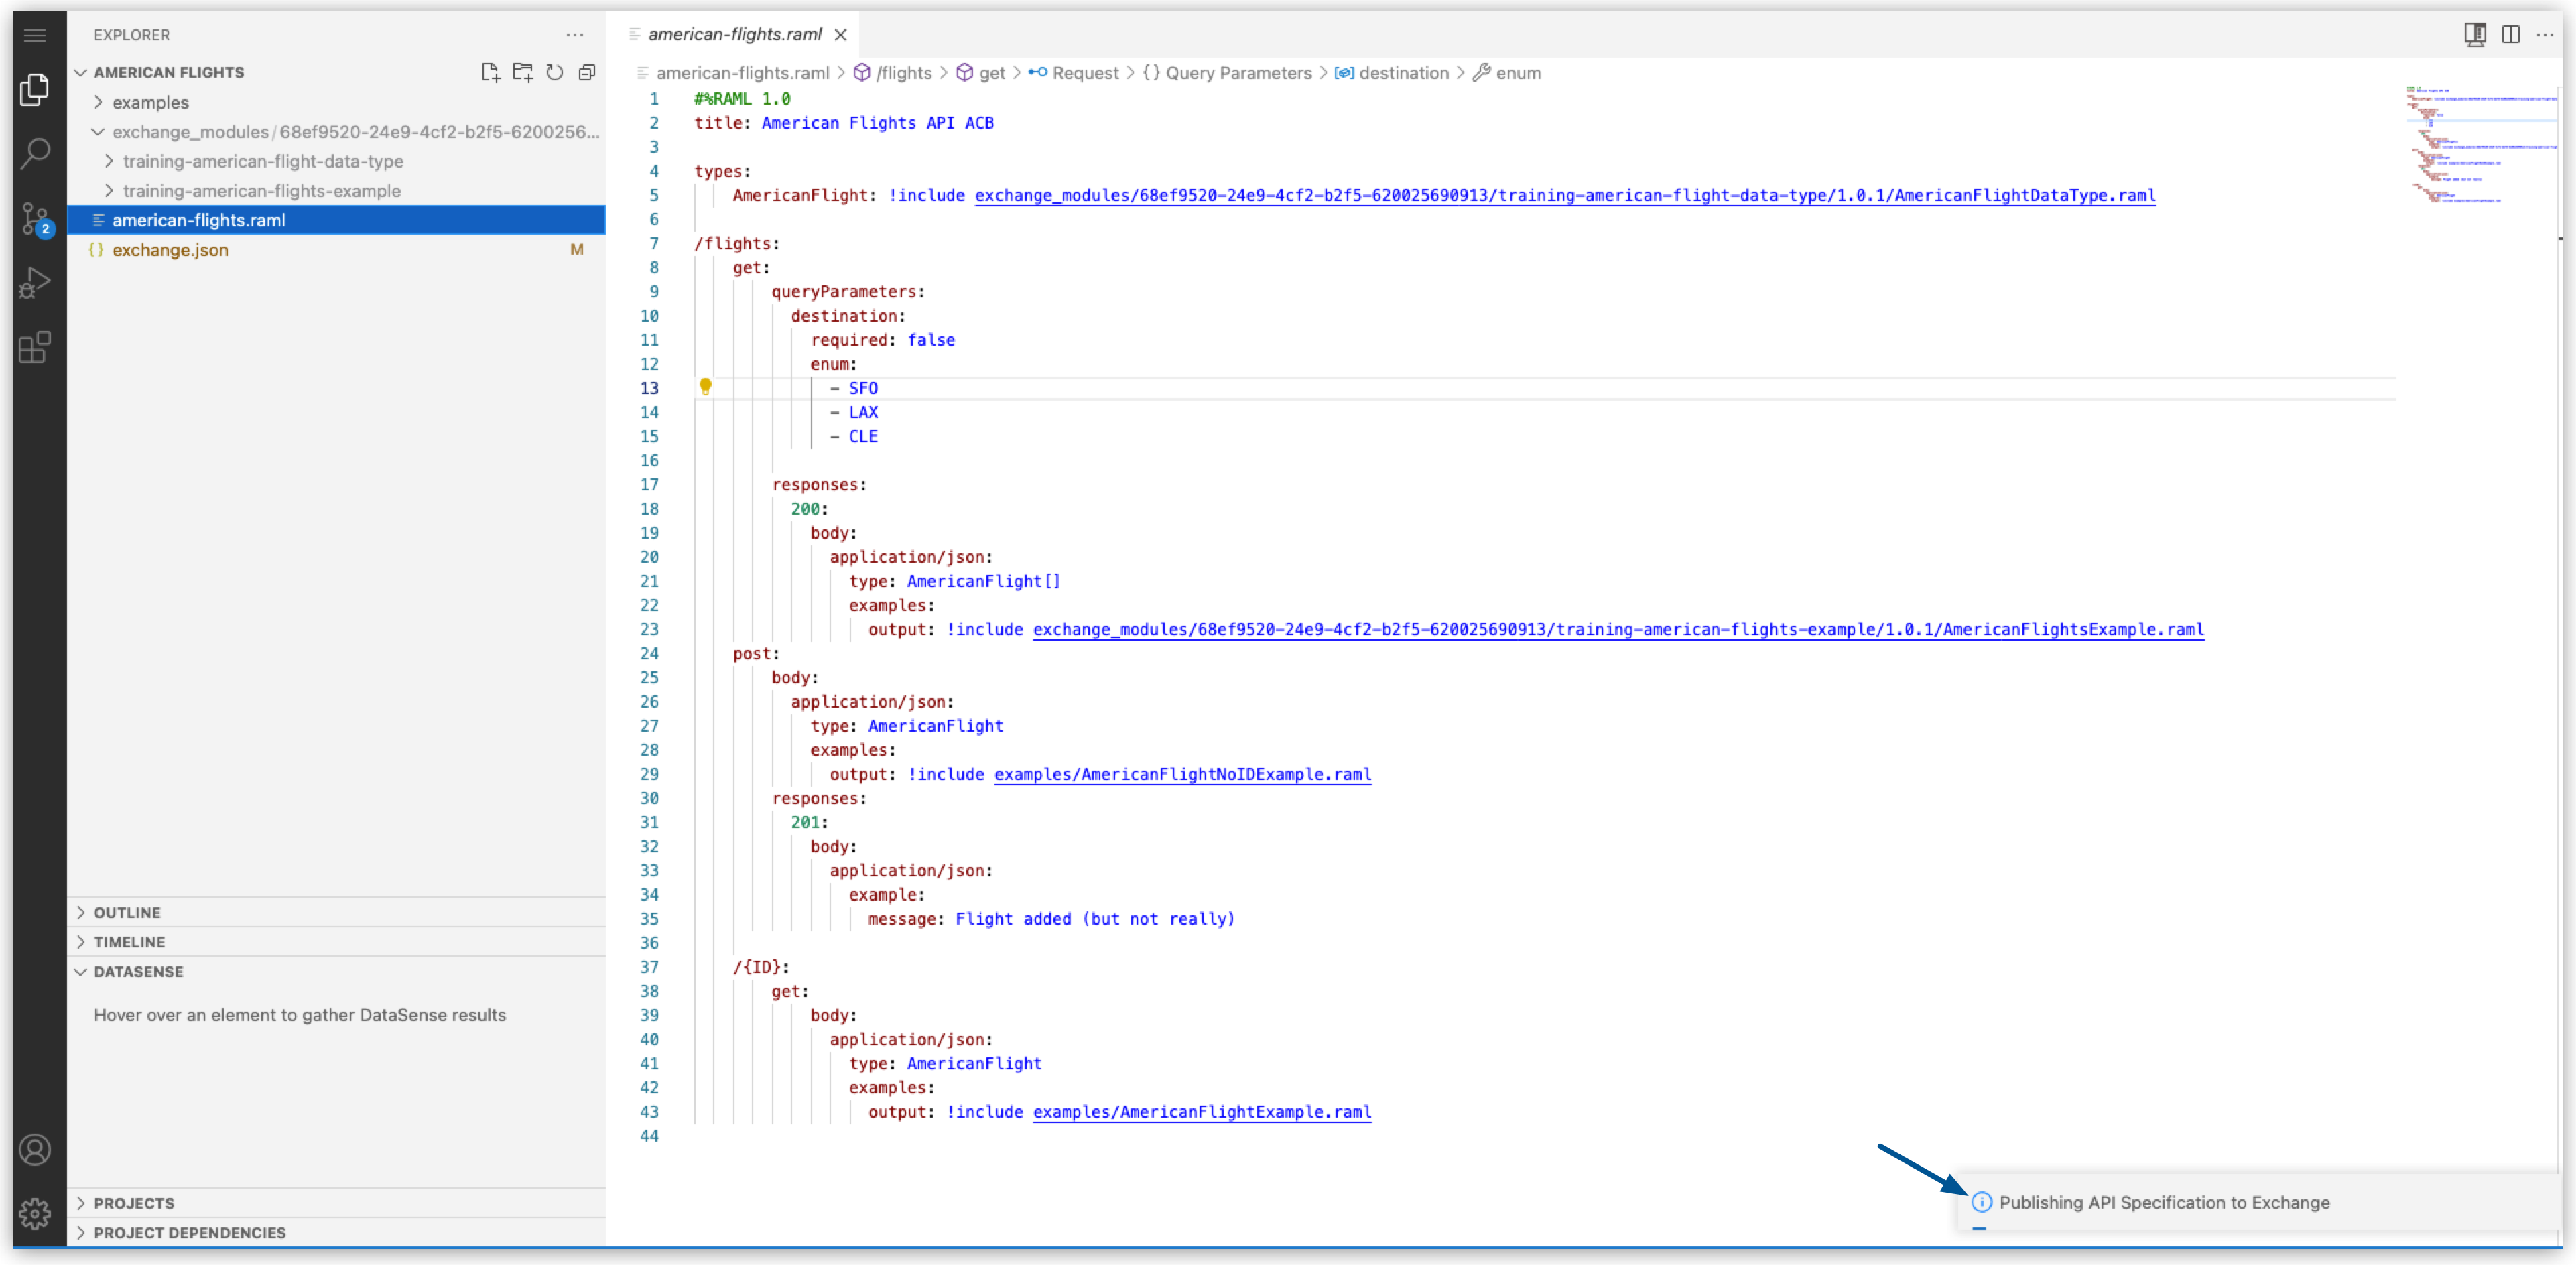 EXPLORER
AMERICAN FLIGHTS
examples
exchange_modules/68ef9520-24e9-4cf2-b2f5-6200256...
training-american-flight-data-type
training-american-flights-example
american-flights.raml
exchange.json M
2
OUTLINE
TIMELINE
DATASENSE
Hover over an element to gather DataSense results
PROJECTS
PROJECT DEPENDENCIES
american-flights.raml
american-flights.raml > /flights > get > Request > {} Query Parameters > destination > enum
1 #%RAML 1.0
2 title: American Flights API ACB
3
4 types:
5 AmericanFlight: !include exchange_modules/68ef9520-24e9-4cf2-b2f5-620025690913/training-american-flight-data-type/1.0.1/AmericanFlightDataType.raml
6
7 /flights:
8 get:
9 queryParameters:
10 destination:
11 required: false
12 enum:
13 - SFO
14 - LAX
15 - CLE
16
17 responses:
18 200:
19 body:
20 application/json:
21 type: AmericanFlight[]
22 examples:
23 output: !include exchange_modules/68ef9520-24e9-4cf2-b2f5-620025690913/training-american-flights-example/1.0.1/AmericanFlightsExample.raml
24 post:
25 body:
26 application/json:
27 type: AmericanFlight
28 examples:
29 output: !include examples/AmericanFlightNoIDExample.raml
30 responses:
31 201:
32 body:
33 application/json:
34 example:
35 message: Flight added (but not really)
36
37 /{ID}:
38 get:
39 body:
40 application/json:
41 type: AmericanFlight
42 examples:
43 output: !include examples/AmericanFlightExample.raml
44
Publishing API Specification to Exchange